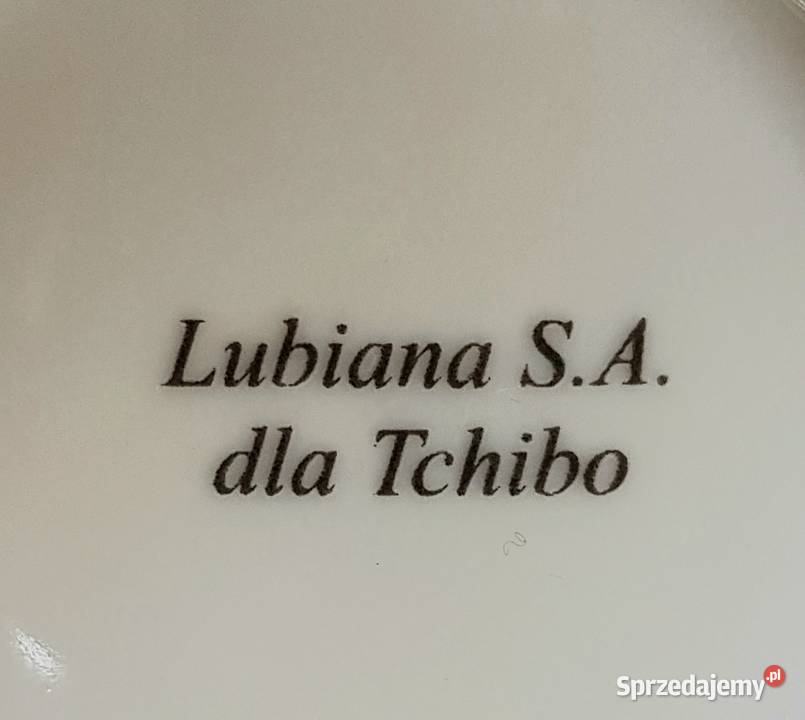 Lubiana S.A.
dla Tchibo
Sprzedajemy.pl